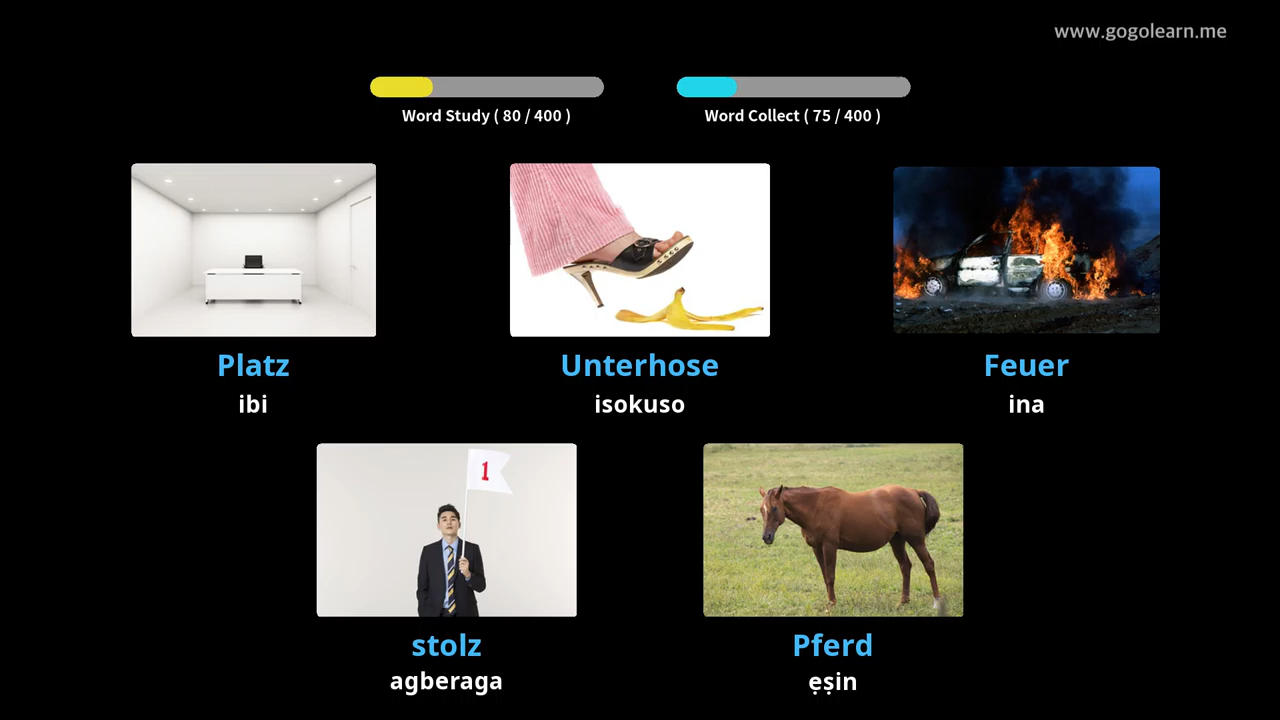 www.gogolearn.me
Word Study ( 80 / 400 )
Word Collect ( 75 / 400 )
Platz
ibi
Unterhose
isokuso
Feuer
ina
1
stolz
agberaga
Pferd
ẹṣin